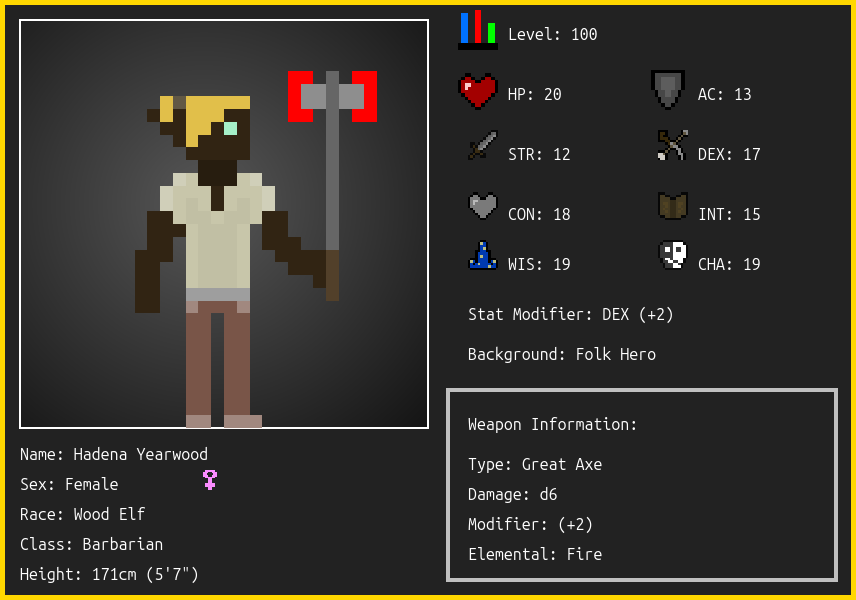 Level: 100
HP: 20
AC: 13
STR: 12
DEX: 17
CON: 18
INT: 15
WIS: 19
CHA: 19
Stat Modifier: DEX (+2)
Background: Folk Hero
Weapon Information:
Type: Great Axe
Damage: d6
Modifier: (+2)
Elemental: Fire
Name: Hadena Yearwood
Sex: Female
Race: Wood Elf
Class: Barbarian
Height: 171cm (5'7")